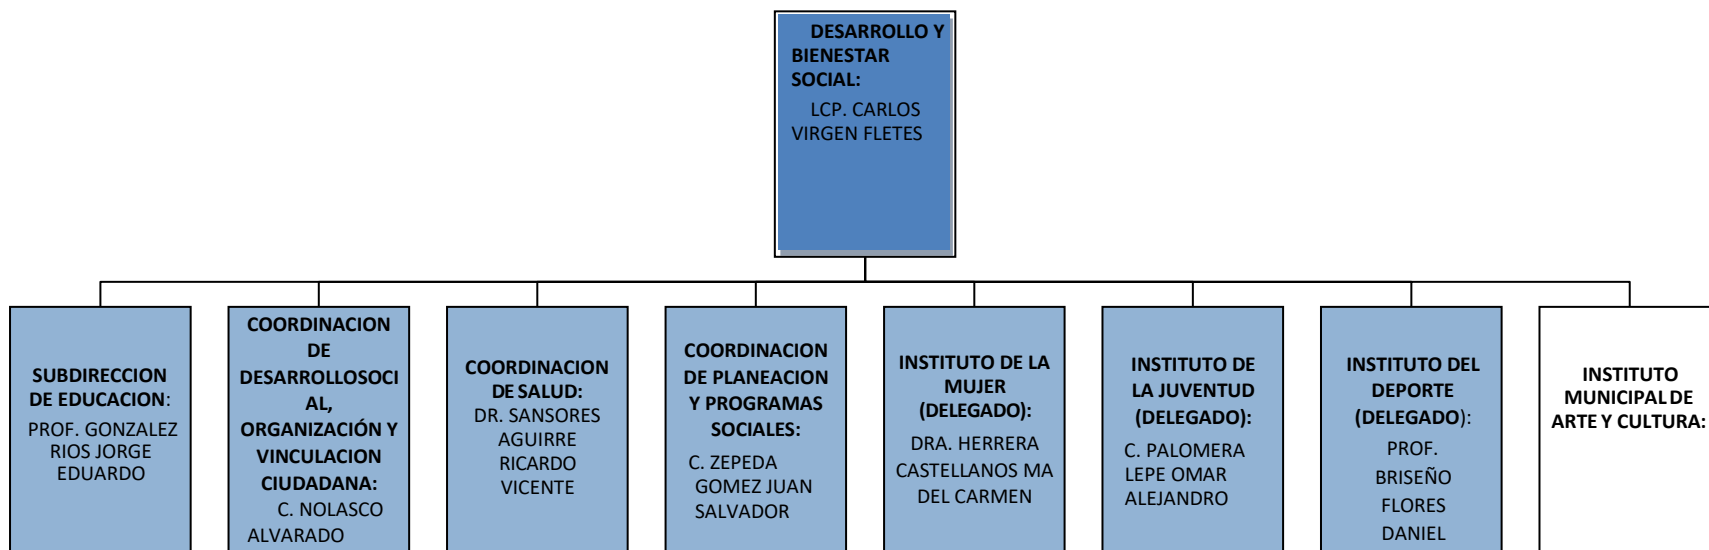 DESARROLLO Y
BIENESTAR
SOCIAL:
LCP. CARLOS
VIRGEN FLETES
SUBDIRECCION
DE EDUCACION:
PROF. GONZALEZ
RIOS JORGE
EDUARDO
COORDINACION
DE
DESARROLLOSOCI
AL,
ORGANIZACIÓN Y
VINCULACION
CIUDADANA:
C. NOLASCO
ALVARADO
COORDINACION
DE SALUD:
DR. SANSORES
AGUIRRE
RICARDO
VICENTE
COORDINACION
DE PLANEACION
Y PROGRAMAS
SOCIALES:
C. ZEPEDA
GOMEZ JUAN
SALVADOR
INSTITUTO DE LA
MUJER
(DELEGADO):
DRA. HERRERA
CASTELLANOS MA
DEL CARMEN
INSTITUTO DE
LA JUVENTUD
(DELEGADO):
C. PALOMERA
LEPE OMAR
ALEJANDRO
INSTITUTO DEL
DEPORTE
(DELEGADO):
PROF.
BRISEÑO
FLORES
DANIEL
INSTITUTO
MUNICIPAL DE
ARTE Y CULTURA: